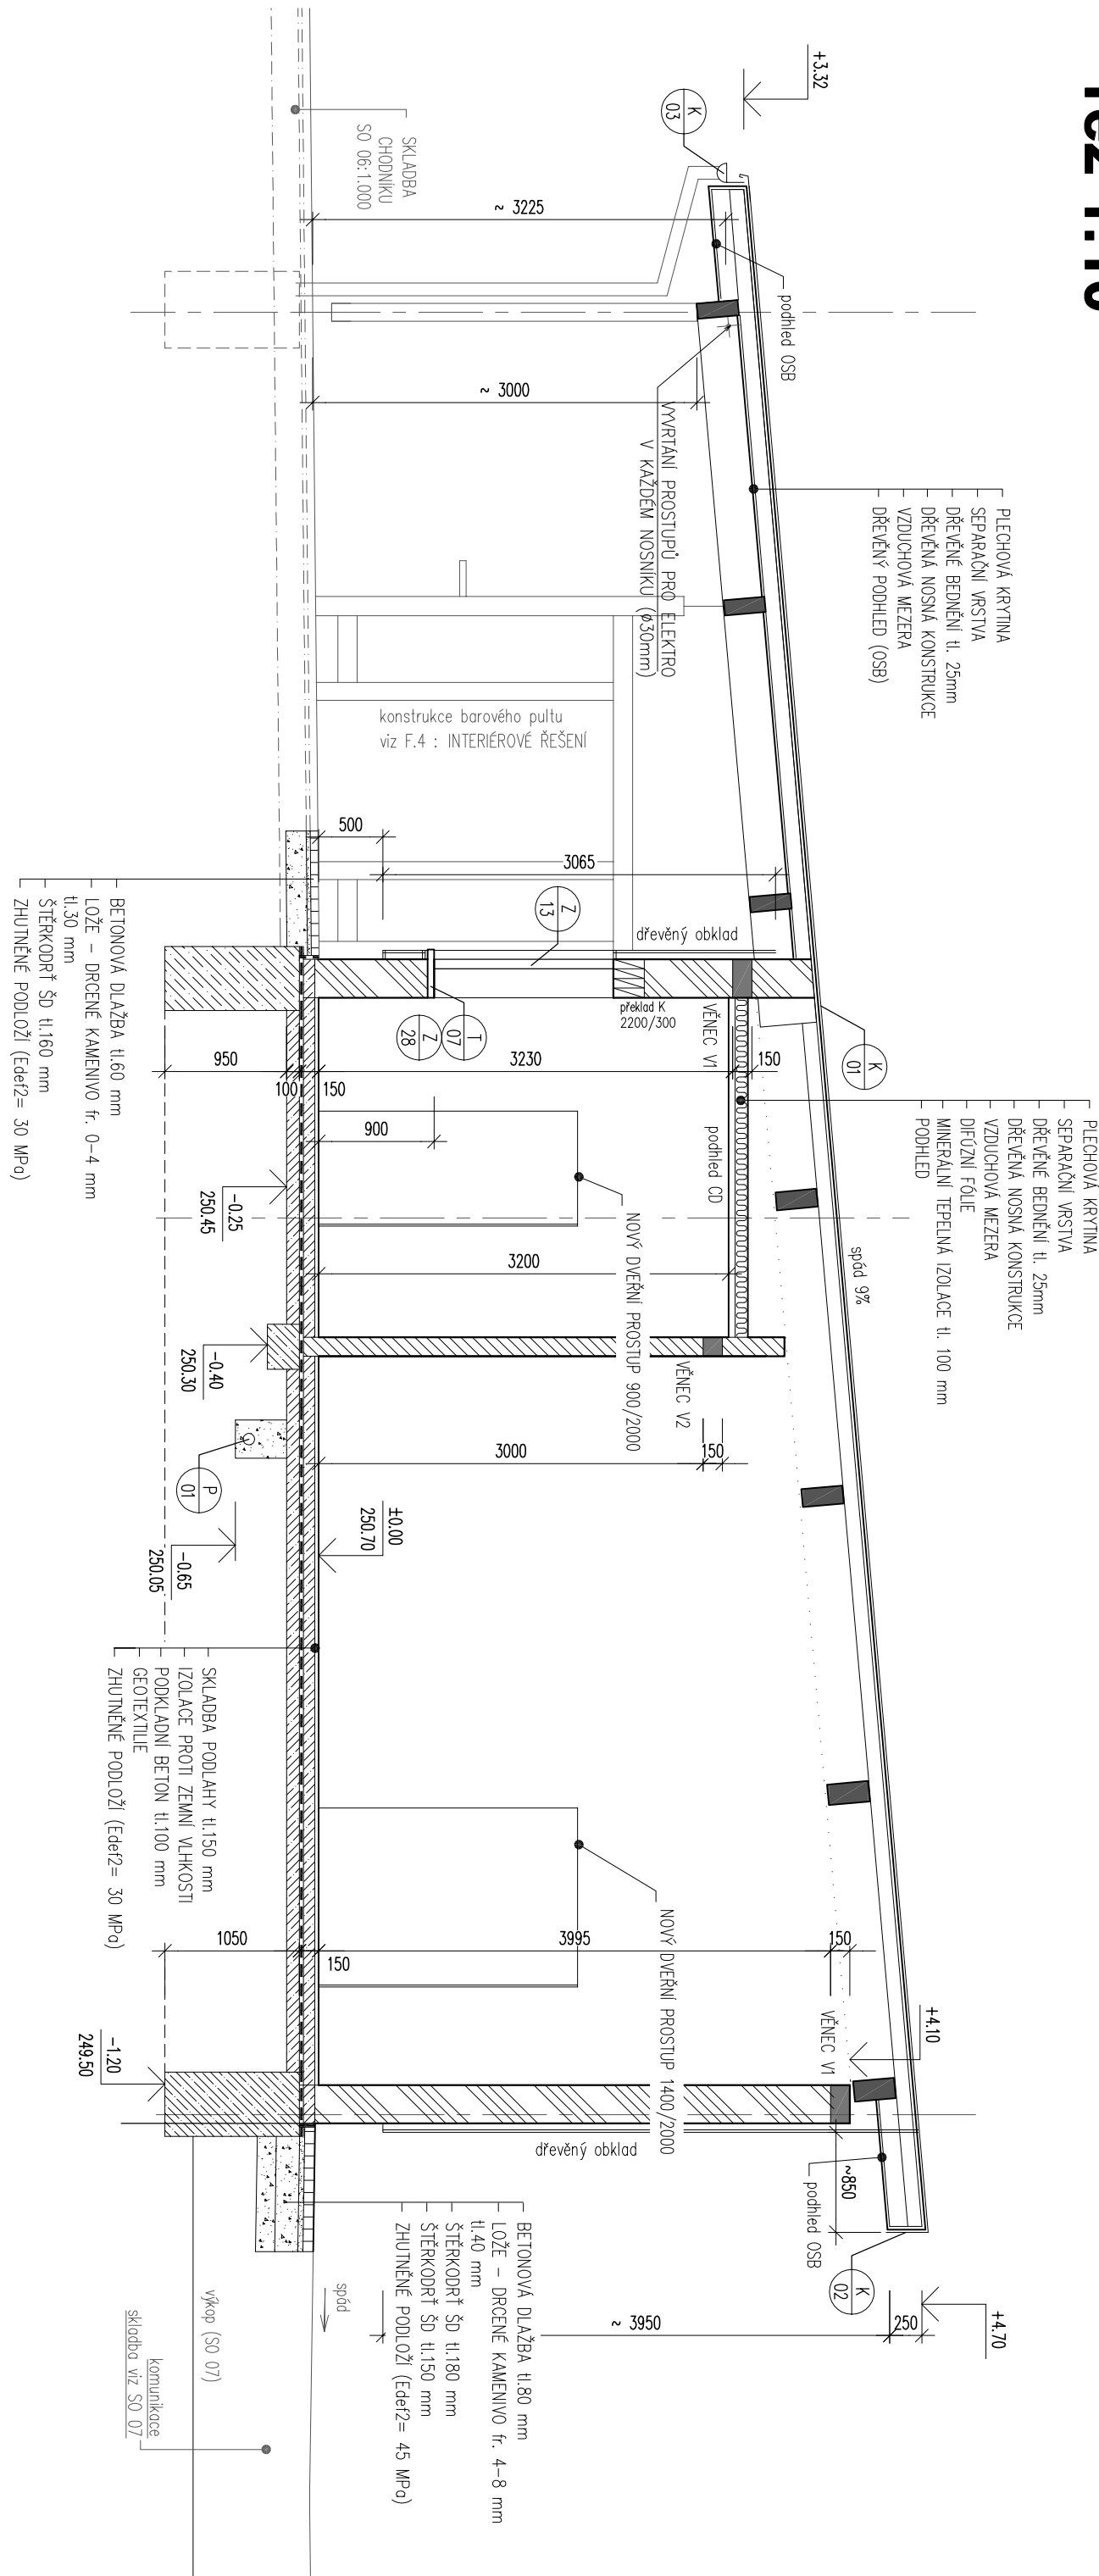 +3.32
K
03
SKLADBA
CHODNÍKU
SO 06:1.000
~ 3225
podhled OSB
~ 3000
VYVRTÁNÍ PROSTUPŮ PRO ELEKTRO
V KAŽDÉM NOSNÍKU (ø30mm)
PLECHOVÁ KRYTINA
SEPARAČNÍ VRSTVA
DŘEVĚNÉ BEDNĚNÍ tl. 25mm
DŘEVĚNÁ NOSNÁ KONSTRUKCE
VZDUCHOVÁ MEZERA
DŘEVĚNÝ PODHLED (OSB)
konstrukce barového pultu
viz F.4 : INTERIÉROVÉ ŘEŠENÍ
500
3065
Z
13
dřevěný obklad
překlad K
2200/300
VĚNEC V1
150
K
01
T
07
Z
28
BETONOVÁ DLAŽBA tl.60 mm
LOŽE - DRCENÉ KAMENIVO fr. 0-4 mm
tl.30 mm
ŠTĚRKODRŤ ŠD tl.160 mm
ZHUTNĚNÉ PODLOŽÍ (Edef2= 30 MPa)
950
100
150
3230
900
podhled CD
PLECHOVÁ KRYTINA
SEPARAČNÍ VRSTVA
DŘEVĚNÉ BEDNĚNÍ tl. 25mm
DŘEVĚNÁ NOSNÁ KONSTRUKCE
VZDUCHOVÁ MEZERA
DIFÚZNÍ FÓLIE
MINERÁLNÍ TEPELNÁ IZOLACE tl. 100 mm
PODHLED
-0.25
250.45
NOVÝ DVEŘNÍ PROSTUP 900/2000
3200
spád 9%
-0.40
250.30
VĚNEC V2
3000
150
P
01
±0.00
250.70
-0.65
250.05
SKLADBA PODLAHY tl.150 mm
IZOLACE PROTI ZEMNÍ VLHKOSTI
PODKLADNÍ BETON tl.100 mm
GEOTEXTILIE
ZHUTNĚNÉ PODLOŽÍ (Edef2= 30 MPa)
NOVÝ DVEŘNÍ PROSTUP 1400/2000
1050
150
3995
150
VĚNEC V1
+4.10
-1.20
249.50
dřevěný obklad
~850
podhled OSB
K
02
+4.70
~ 3950
250
BETONOVÁ DLAŽBA tl.80 mm
LOŽE - DRCENÉ KAMENIVO fr. 4-8 mm
tl.40 mm
ŠTĚRKODRŤ ŠD tl.180 mm
ŠTĚRKODRŤ ŠD tl.150 mm
ZHUTNĚNÉ PODLOŽÍ (Edef2= 45 MPa)
spád
výkop (SO 07)
komunikace
skladba viz SO 07